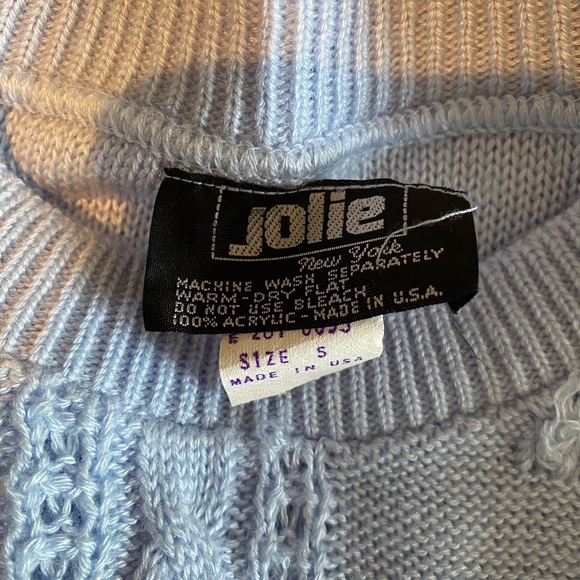 Jolie
New York
MACHINE WASH SEPARATELY
WARM-DRY FLAT
DO NOT USE BLEACH
100% ACRYLIC-MADE IN U.S.A.
SIZE S
MADE IN USA